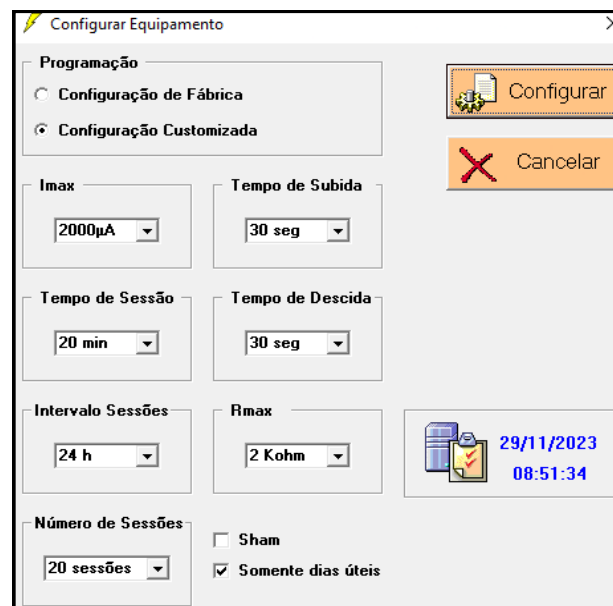 Configurar Equipamento
Programação
Configuração de Fábrica
Configuração Customizada
Configurar
Cancelar
Imax
2000µA
Tempo de Subida
30 seg
Tempo de Sessão
20 min
Tempo de Descida
30 seg
Intervalo Sessões
24 h
Rmax
2 Kohm
29/11/2023
08:51:34
Número de Sessões
20 sessões
Sham
Somente dias úteis